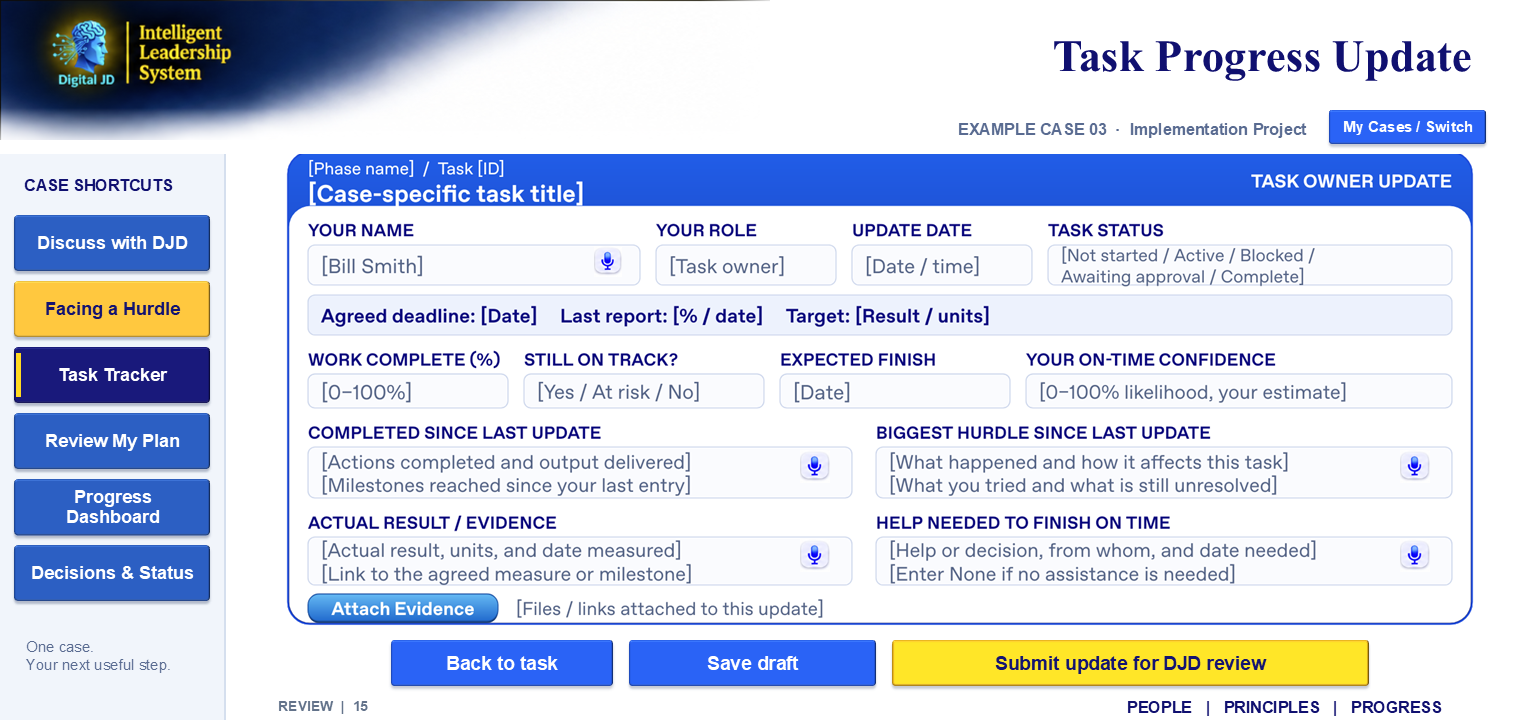 Digital JD
Intelligent
Leadership
System
Task Progress Update
EXAMPLE CASE 03 · Implementation Project
My Cases / Switch
CASE SHORTCUTS
Discuss with DJD
Facing a Hurdle
Task Tracker
Review My Plan
Progress
Dashboard
Decisions & Status
One case.
Your next useful step.
[Phase name] / Task [ID]
[Case-specific task title]
TASK OWNER UPDATE
YOUR NAME
[Bill Smith]
YOUR ROLE
[Task owner]
UPDATE DATE
[Date / time]
TASK STATUS
[Not started / Active / Blocked /
Awaiting approval / Complete]
Agreed deadline: [Date] Last report: [% / date] Target: [Result / units]
WORK COMPLETE (%)
[0–100%]
STILL ON TRACK?
[Yes / At risk / No]
EXPECTED FINISH
[Date]
YOUR ON-TIME CONFIDENCE
[0–100% likelihood, your estimate]
COMPLETED SINCE LAST UPDATE
[Actions completed and output delivered]
[Milestones reached since your last entry]
BIGGEST HURDLE SINCE LAST UPDATE
[What happened and how it affects this task]
[What you tried and what is still unresolved]
ACTUAL RESULT / EVIDENCE
[Actual result, units, and date measured]
[Link to the agreed measure or milestone]
HELP NEEDED TO FINISH ON TIME
[Help or decision, from whom, and date needed]
[Enter None if no assistance is needed]
Attach Evidence
[Files / links attached to this update]
Back to task
Save draft
Submit update for DJD review
REVIEW | 15
PEOPLE | PRINCIPLES | PROGRESS